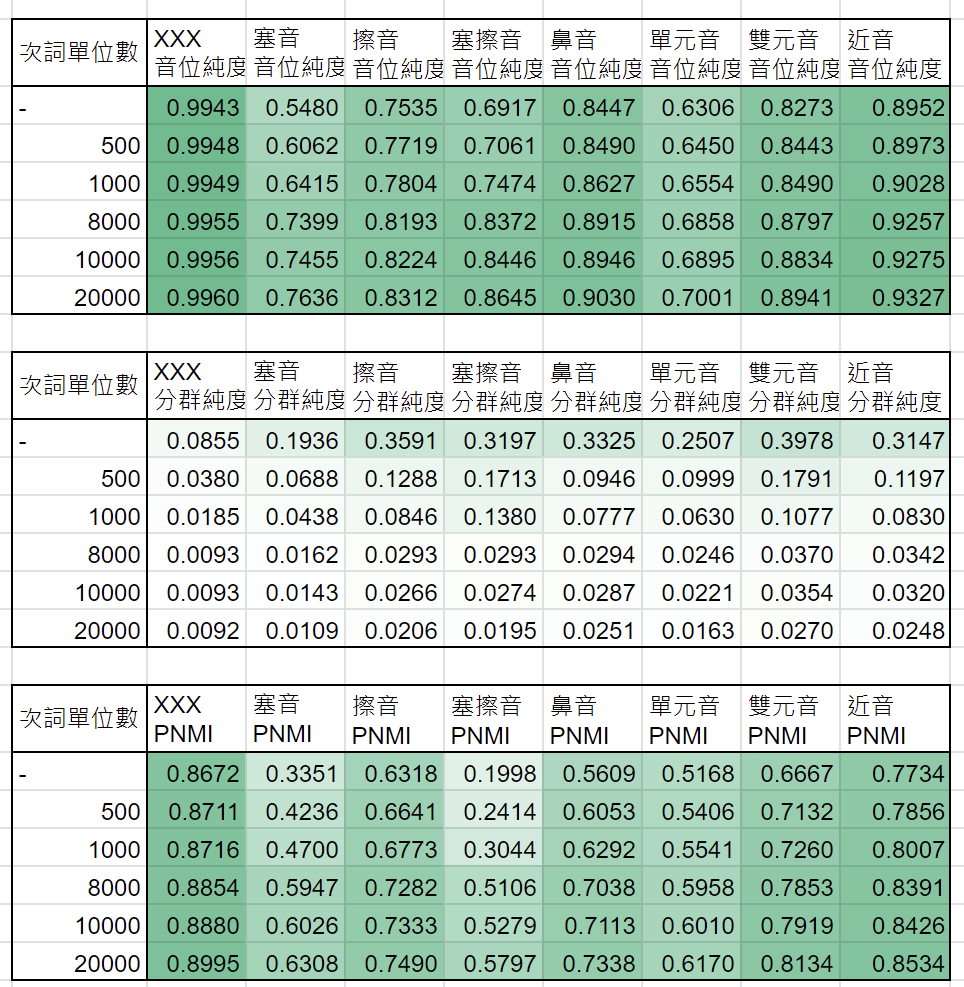 次詞單位數 XXX 音位純度 塞音 音位純度 擦音 音位純度 塞擦音 音位純度 鼻音 音位純度 單元音 音位純度 雙元音 音位純度 近音 音位純度
- 0.9943 0.5480 0.7535 0.6917 0.8447 0.6306 0.8273 0.8952
500 0.9948 0.6062 0.7719 0.7061 0.8490 0.6450 0.8443 0.8973
1000 0.9949 0.6415 0.7804 0.7474 0.8627 0.6554 0.8490 0.9028
8000 0.9955 0.7399 0.8193 0.8372 0.8915 0.6858 0.8797 0.9257
10000 0.9956 0.7455 0.8224 0.8446 0.8946 0.6895 0.8834 0.9275
20000 0.9960 0.7636 0.8312 0.8645 0.9030 0.7001 0.8941 0.9327
次詞單位數 XXX 分群純度 塞音 分群純度 擦音 分群純度 塞擦音 分群純度 鼻音 分群純度 單元音 分群純度 雙元音 分群純度 近音 分群純度
- 0.0855 0.1936 0.3591 0.3197 0.3325 0.2507 0.3978 0.3147
500 0.0380 0.0688 0.1288 0.1713 0.0946 0.0999 0.1791 0.1197
1000 0.0185 0.0438 0.0846 0.1380 0.0777 0.0630 0.1077 0.0830
8000 0.0093 0.0162 0.0293 0.0293 0.0294 0.0246 0.0370 0.0342
10000 0.0093 0.0143 0.0266 0.0274 0.0287 0.0221 0.0354 0.0320
20000 0.0092 0.0109 0.0206 0.0195 0.0251 0.0163 0.0270 0.0248
次詞單位數 XXX PNMI 塞音 PNMI 擦音 PNMI 塞擦音 PNMI 鼻音 PNMI 單元音 PNMI 雙元音 PNMI 近音 PNMI
- 0.8672 0.3351 0.6318 0.1998 0.5609 0.5168 0.6667 0.7734
500 0.8711 0.4236 0.6641 0.2414 0.6053 0.5406 0.7132 0.7856
1000 0.8716 0.4700 0.6773 0.3044 0.6292 0.5541 0.7260 0.8007
8000 0.8854 0.5947 0.7282 0.5106 0.7038 0.5958 0.7853 0.8391
10000 0.8880 0.6026 0.7333 0.5279 0.7113 0.6010 0.7919 0.8426
20000 0.8995 0.6308 0.7490 0.5797 0.7338 0.6170 0.8134 0.8534